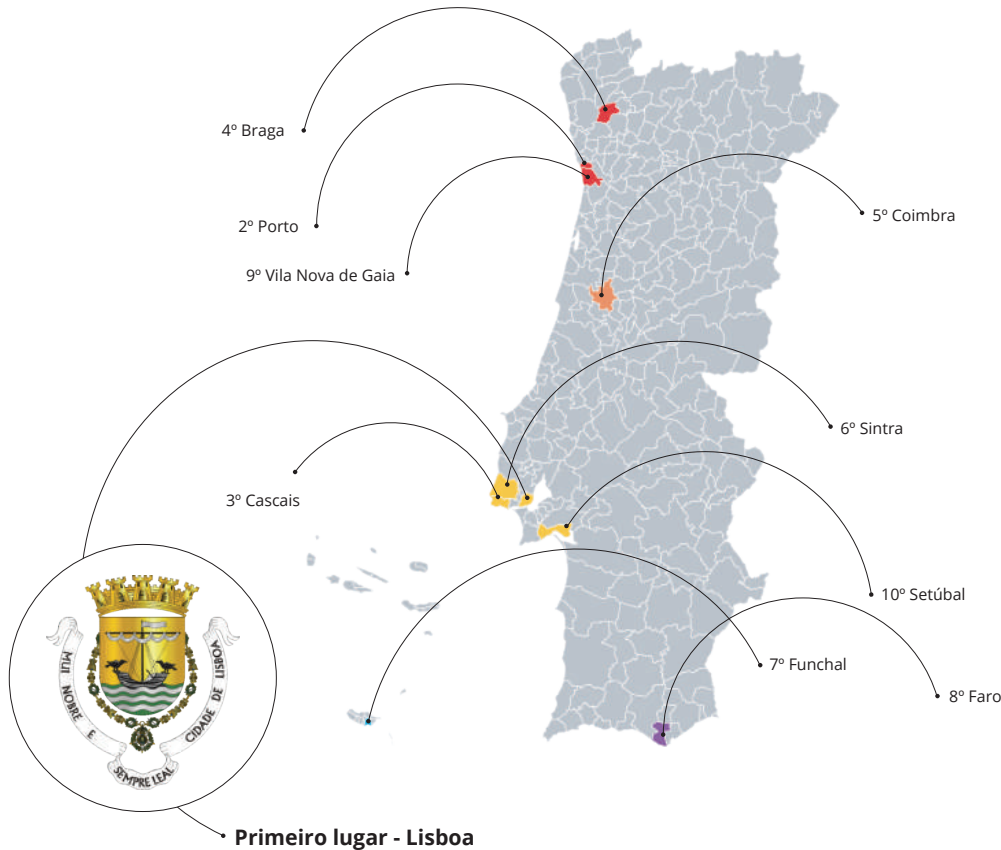 4º Braga
2º Porto
9º Vila Nova de Gaia
5º Coimbra
6º Sintra
3º Cascais
10º Setúbal
7º Funchal
8º Faro
MUI NOBRE E
SEMPRE LEAL
CIDADE DE LISBOA
Primeiro lugar - Lisboa